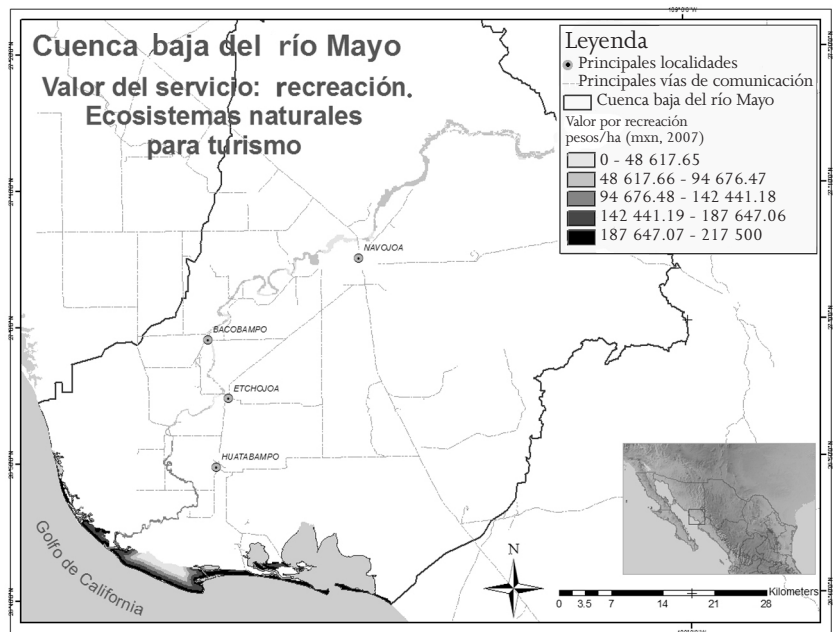 Cuenca baja del río Mayo
Valor del servicio: recreación.
Ecosistemas naturales
para turismo
Leyenda
Principales localidades
Principales vías de comunicación
Cuenca baja del río Mayo
Valor por recreación
pesos/ha (mxn, 2007)
0 - 48 617.65
48 617.66 - 94 676.47
94 676.48 - 142 441.18
142 441.19 - 187 647.06
187 647.07 - 217 500
NAVOJOA
BACOBAMPO
ETCHOJOA
HUATABAMPO
Golfo de California
N
Kilometers
0 3.5 7 14 21 28